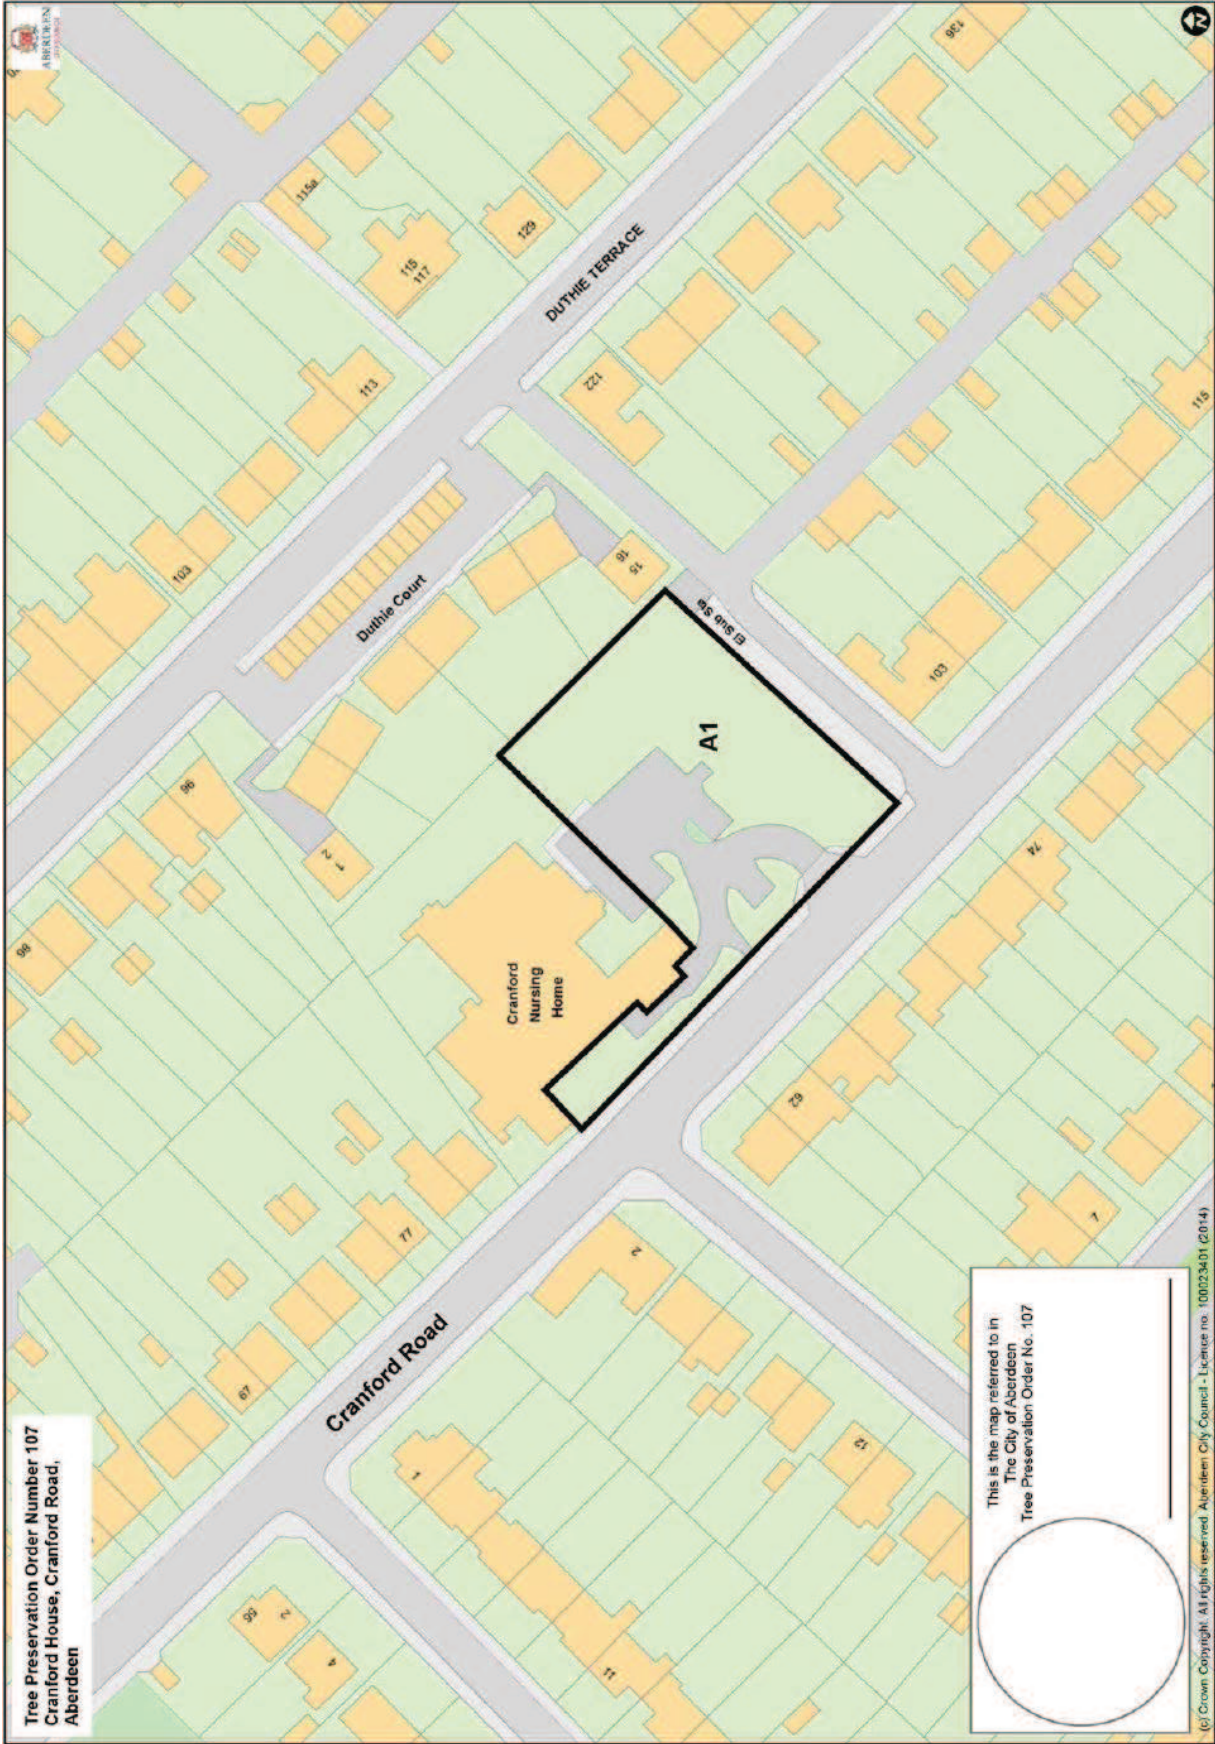 Tree Preservation Order Number 107
Cranford House, Cranford Road,
Aberdeen
ABERDEEN
Cranford Road
DUTHIE TERRACE
Duthie Court
Cranford
Nursing
Home
A1
El Sub Sta
115a
115
117
129
136
113
122
103
15
16
96
98
2
1
103
115
74
62
77
67
2
7
12
1
11
56
2
4
This is the map referred to in
The City of Aberdeen
Tree Preservation Order No. 107
(c) Crown Copyright. All rights reserved. Aberdeen City Council - Licence no. 100023401 (2014)
N